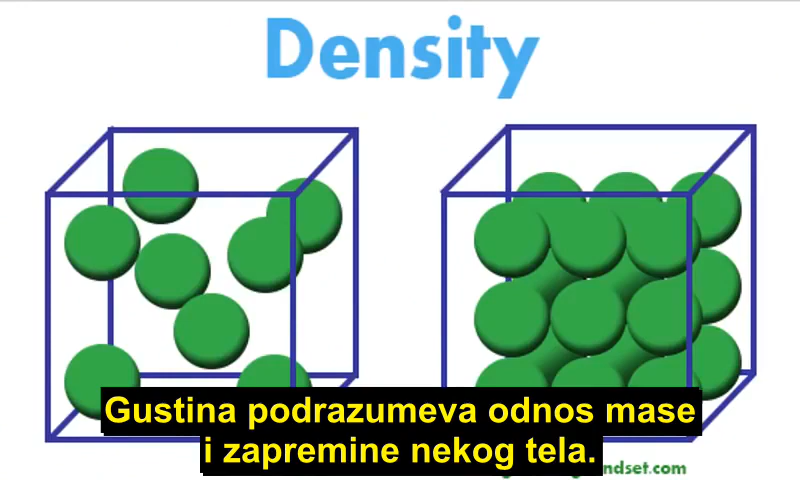 Density
Gustina podrazumeva odnos mase
i zapremine nekog tela.
ndset.com